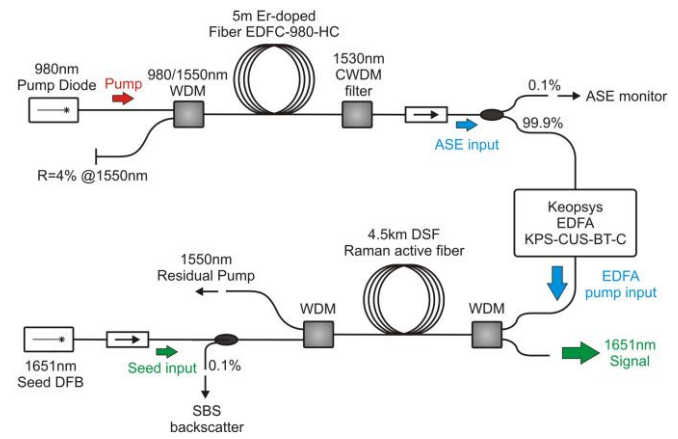 5m Er-doped
Fiber EDFC-980-HC
980nm
Pump Diode
Pump
980/1550nm
WDM
1530nm
CWDM
filter
0.1%
ASE monitor
99.9%
ASE input
R=4% @1550nm
Keopsys
EDFA
KPS-CUS-BT-C
4.5km DSF
Raman active fiber
1550nm
Residual Pump
EDFA
pump input
WDM
WDM
1651nm
Signal
1651nm
Seed DFB
Seed input
0.1%
SBS
backscatter